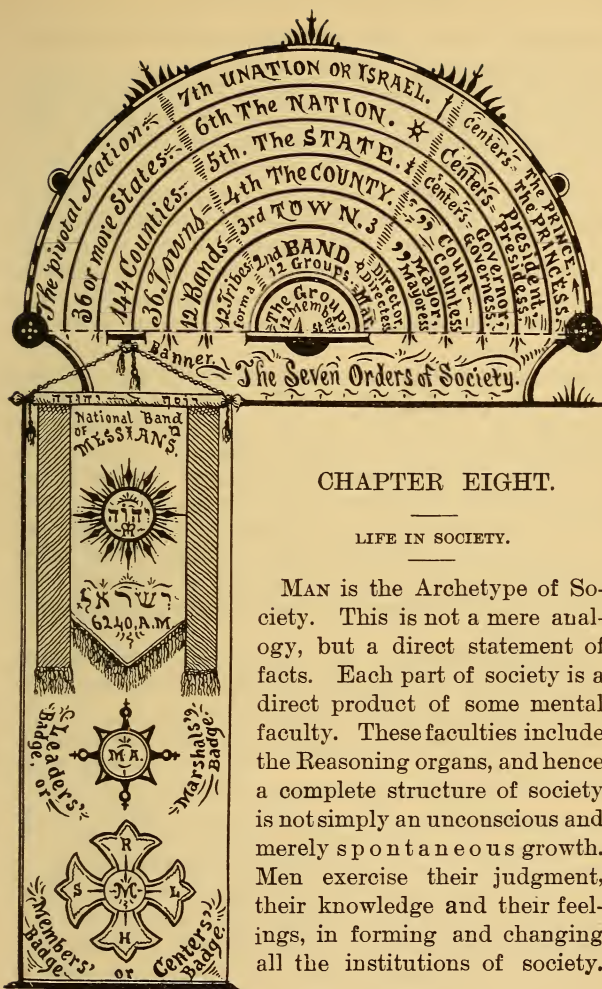 The pivotal Nation. 7th UNATION OR ISRAEL. Centers- The PRINCE, The PRINCESS.
36 or more States- 6th The NATION. Centers- President, Presidess.
144 Counties- 5th. The STATE. Centers- Governor, Governess.
36 Towns- 4th The COUNTY. " Count- Countess-
12 Bands- 3rd TOWN. 3 " Mayor, Mayoress
12 Tribes form a 2nd BAND 12 Groups- Mar. Director, Directess
The Group
12 Members
Banner.
The Seven Orders of Society.
יהודה
National Band
OF
MESSIANS.
יהוה
ישראל
6240, A.M
Leaders' Badge, or Marshals' Badge
M A.
R
S M L
H
Members' Badge or Centers' Badge.
CHAPTER EIGHT.
LIFE IN SOCIETY.
MAN is the Archetype of So-
ciety. This is not a mere anal-
ogy, but a direct statement of
facts. Each part of society is a
direct product of some mental
faculty. These faculties include
the Reasoning organs, and hence
a complete structure of society
is not simply an unconscious and
merely spontaneous growth.
Men exercise their judgment,
their knowledge and their feel-
ings, in forming and changing
all the institutions of society.